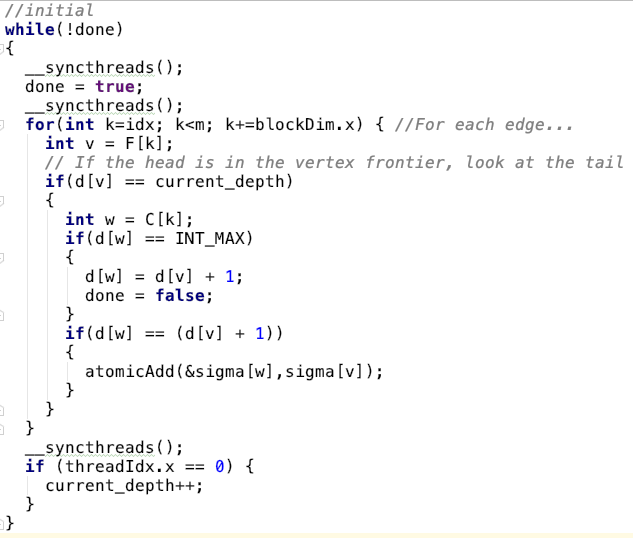 //initial
while(!done)
{
  __syncthreads();
  done = true;
  __syncthreads();
  for(int k=idx; k<m; k+=blockDim.x) { //For each edge...
    int v = F[k];
    // If the head is in the vertex frontier, look at the tail
    if(d[v] == current_depth)
    {
      int w = C[k];
      if(d[w] == INT_MAX)
      {
        d[w] = d[v] + 1;
        done = false;
      }
      if(d[w] == (d[v] + 1))
      {
        atomicAdd(&sigma[w],sigma[v]);
      }
    }
  }
  __syncthreads();
  if (threadIdx.x == 0) {
    current_depth++;
  }
}